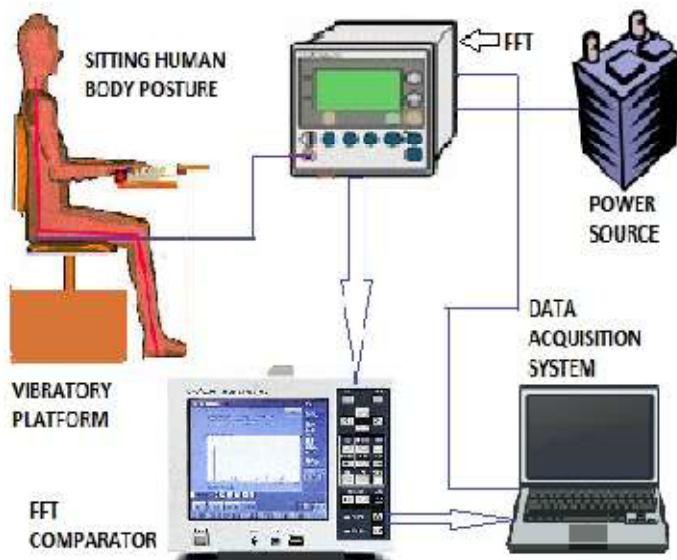 SITTING HUMAN
BODY POSTURE
FFT
POWER
SOURCE
DATA
ACQUISITION
SYSTEM
VIBRATORY
PLATFORM
FFT
COMPARATOR